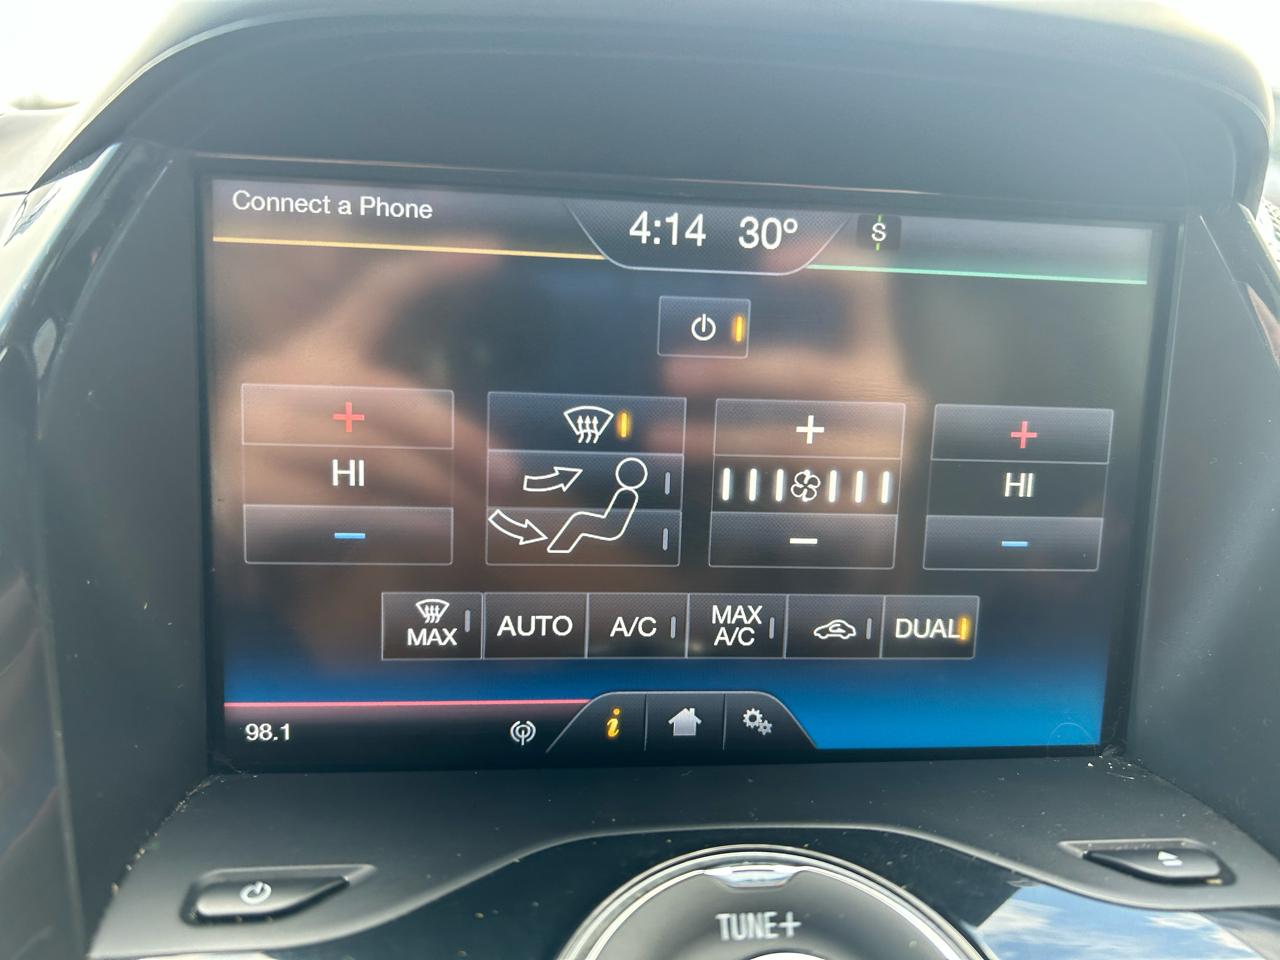 Connect a Phone
4:14 30°
S
HI
HI
MAX
AUTO
A/C
MAX
A/C
DUAL
98.1
i
TUNE+